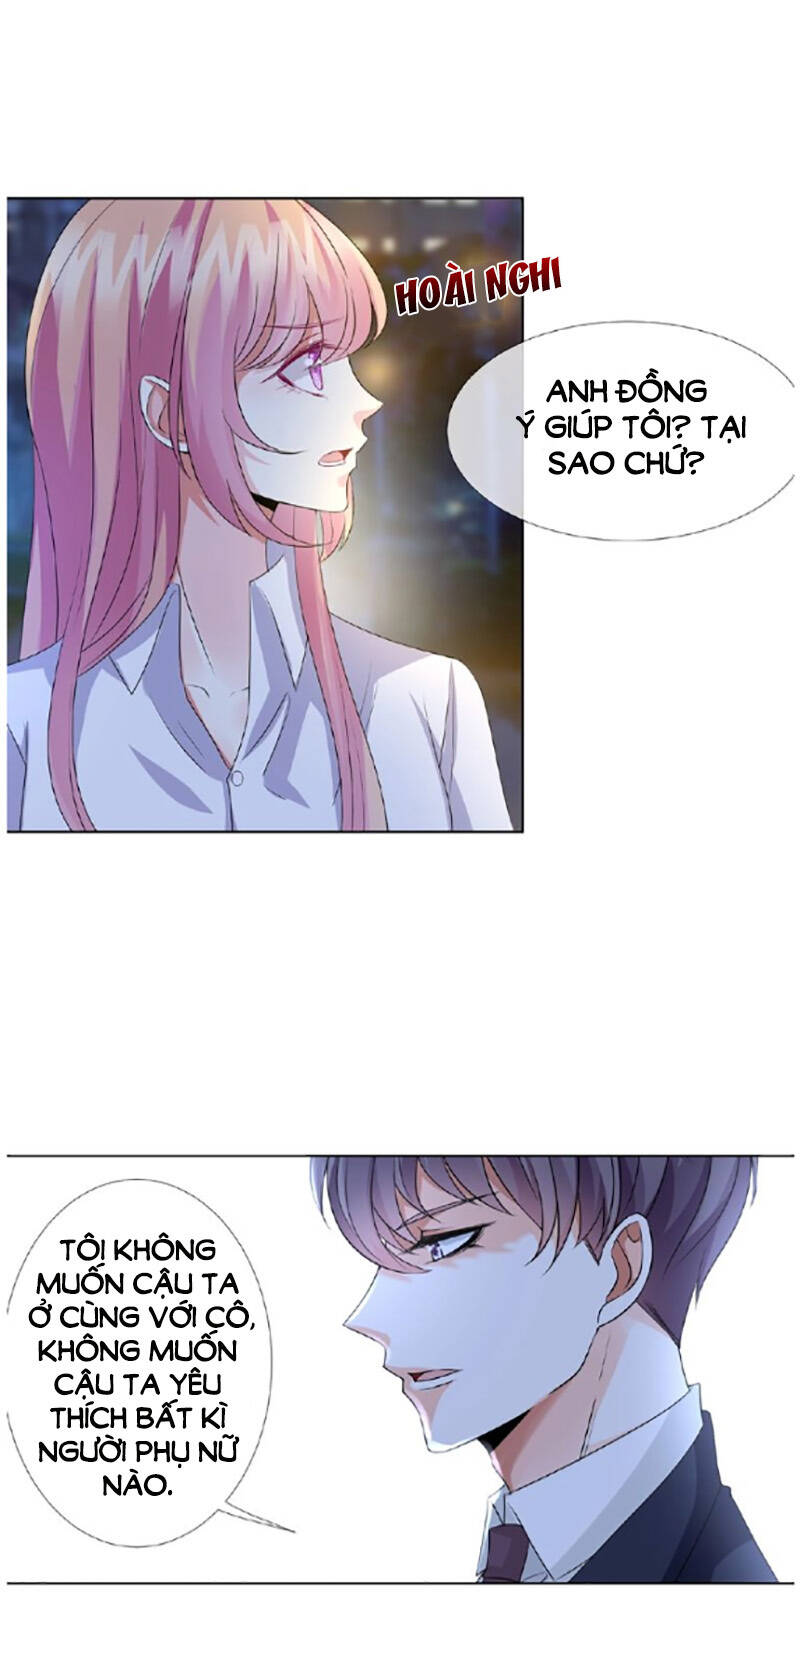 HOÀI NGHI
ANH ĐỒNG
Ý GIÚP TÔI? TẠI
SAO CHỨ?
TÔI KHÔNG
MUỐN CẬU TA
Ở CÙNG VỚI CÔ,
KHÔNG MUỐN
CẬU TA YÊU
THÍCH BẤT KÌ
NGƯỜI PHỤ NỮ
NÀO.